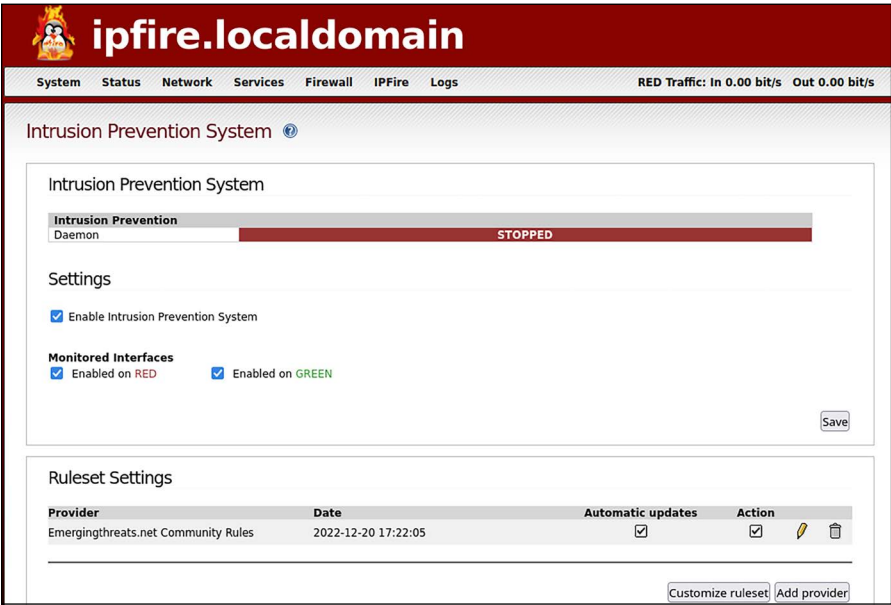 ipfire.localdomain
System Status Network Services Firewall IPFire Logs RED Traffic: In 0.00 bit/s Out 0.00 bit/s
Intrusion Prevention System ?
Intrusion Prevention System
Intrusion Prevention
Daemon STOPPED
Settings
Enable Intrusion Prevention System
Monitored Interfaces
Enabled on RED Enabled on GREEN
Save
Ruleset Settings
Provider Date Automatic updates Action
Emergingthreats.net Community Rules 2022-12-20 17:22:05
Customize ruleset Add provider